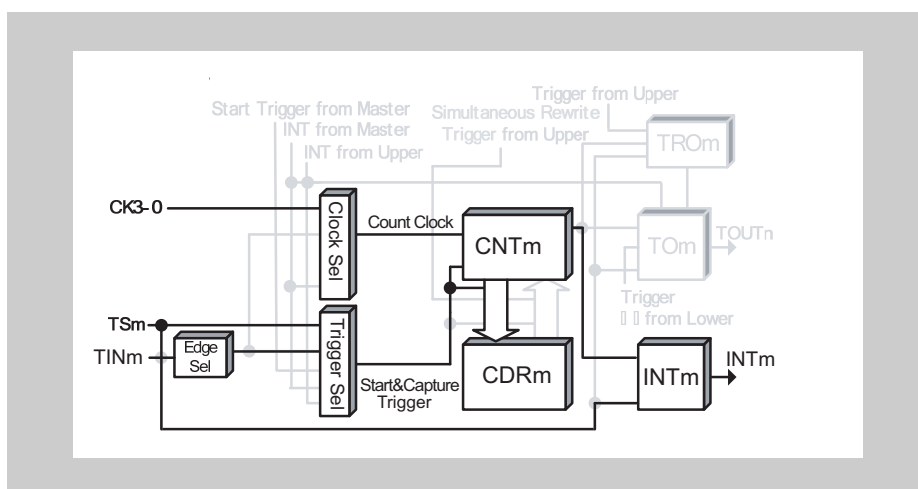 Trigger from Upper
Start Trigger from Master
Simultaneous Rewrite
INT from Master
Trigger from Upper
INT from Upper
TROm
CK3-0
Clock Sel
Count Clock
CNTm
TOm
TOUTn
Trigger
from Lower
TSm
TINm
Edge
Sel
Trigger Sel
Start&Capture
Trigger
CDRm
INTm
INTm